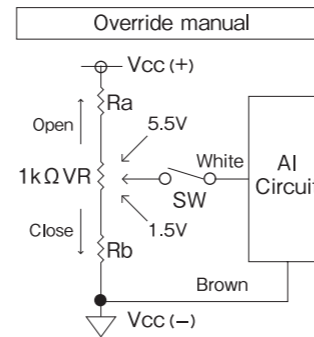 Override manual
Vcc (+)
Ra
Open
5.5V
1kΩ VR
White
AI
Circuit
SW
1.5V
Close
Rb
Brown
Vcc (−)